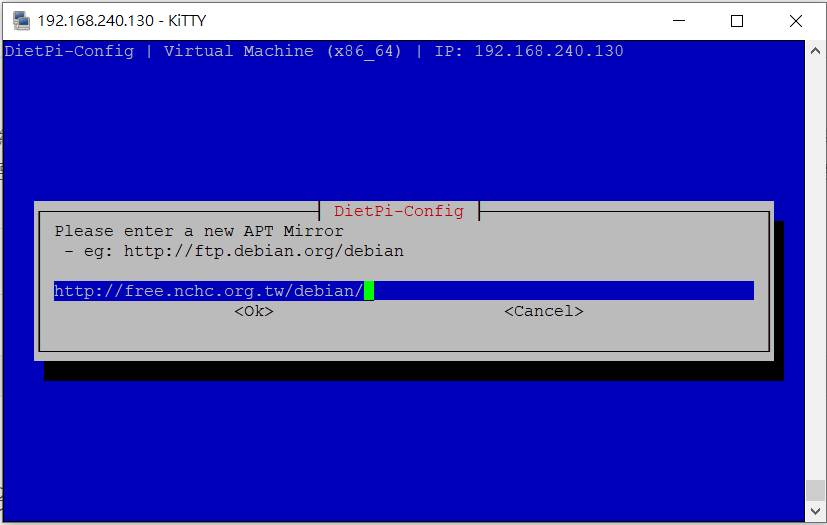 192.168.240.130 - KiTTY
DietPi-Config | Virtual Machine (x86_64) | IP: 192.168.240.130
DietPi-Config
Please enter a new APT Mirror
- eg: http://ftp.debian.org/debian
http://free.nchc.org.tw/debian/
<Ok> <Cancel>